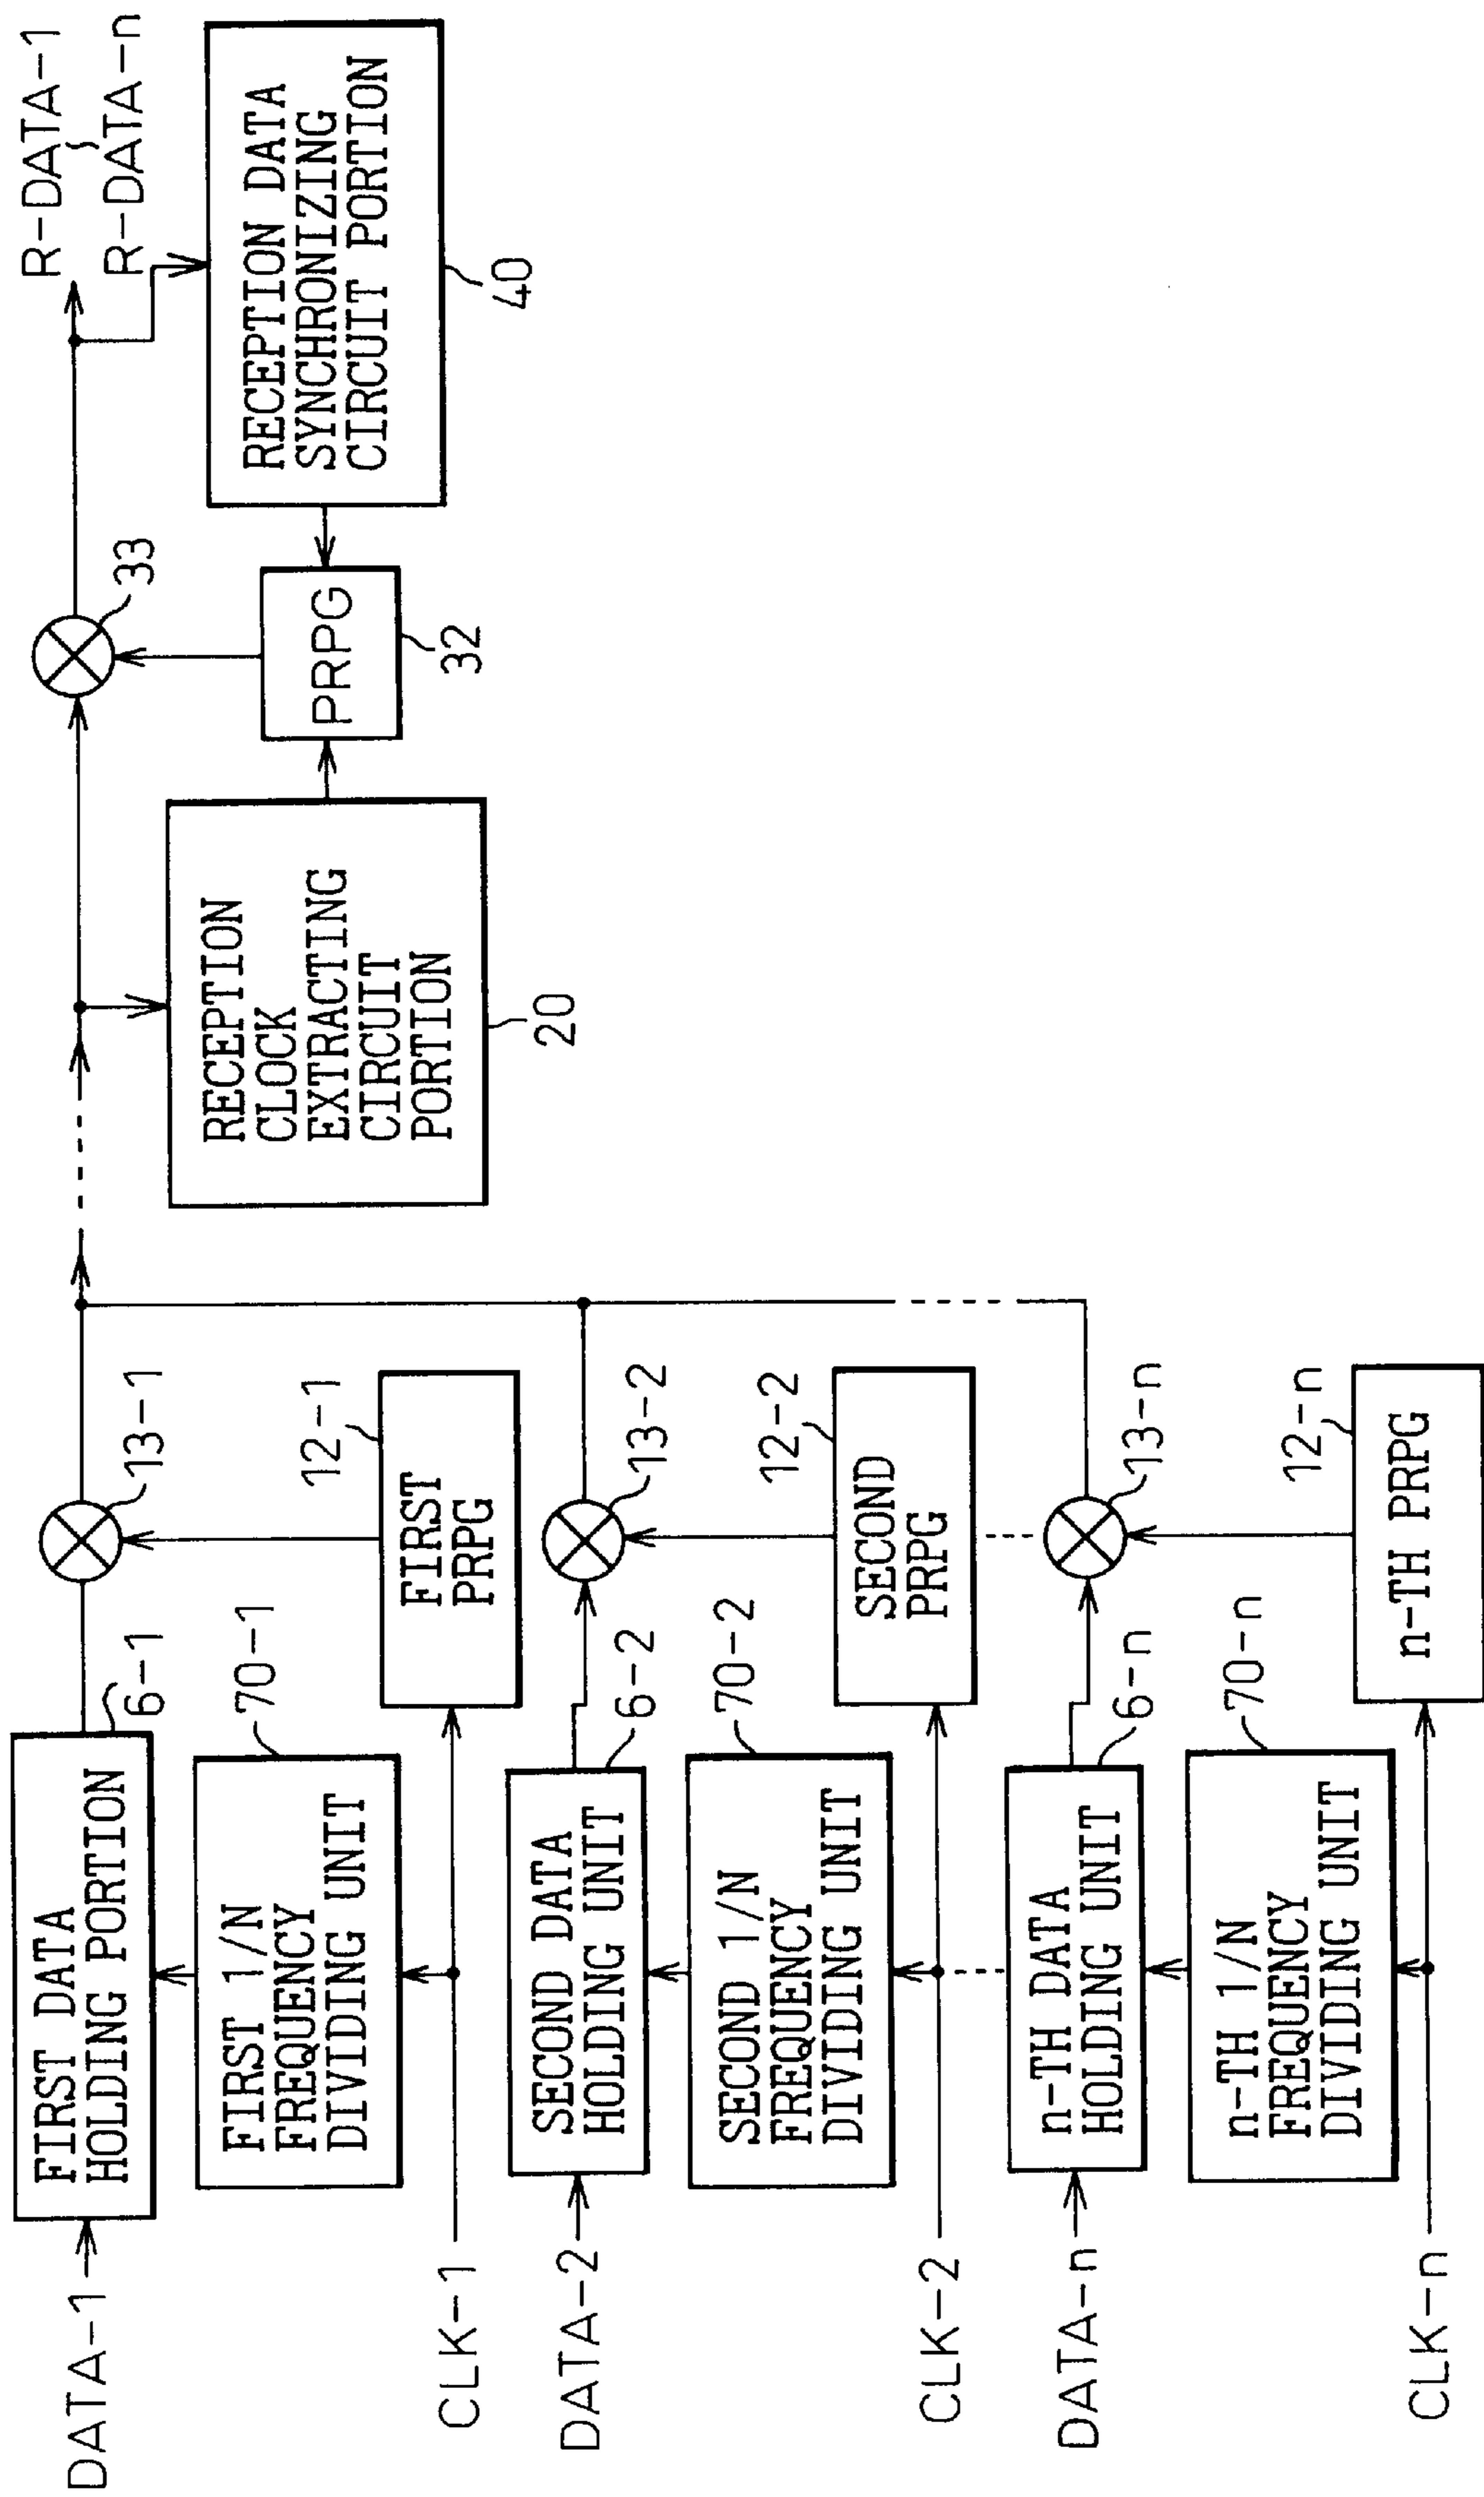 DATA-1
FIRST DATA
HOLDING PORTION
6-1
13-1
FIRST 1/N
FREQUENCY
DIVIDING UNIT
70-1
FIRST
PRPG
12-1
CLK-1
DATA-2
SECOND DATA
HOLDING UNIT
6-2
13-2
SECOND 1/N
FREQUENCY
DIVIDING UNIT
70-2
SECOND
PRPG
12-2
CLK-2
DATA-n
n-TH DATA
HOLDING UNIT
6-n
13-n
n-TH 1/N
FREQUENCY
DIVIDING UNIT
70-n
n-TH PRPG
12-n
CLK-n
RECEPTION
CLOCK
EXTRACTING
CIRCUIT
PORTION
20
33
PRPG
32
R-DATA-1
~
R-DATA-n
RECEPTION DATA
SYNCHRONIZING
CIRCUIT PORTION
40